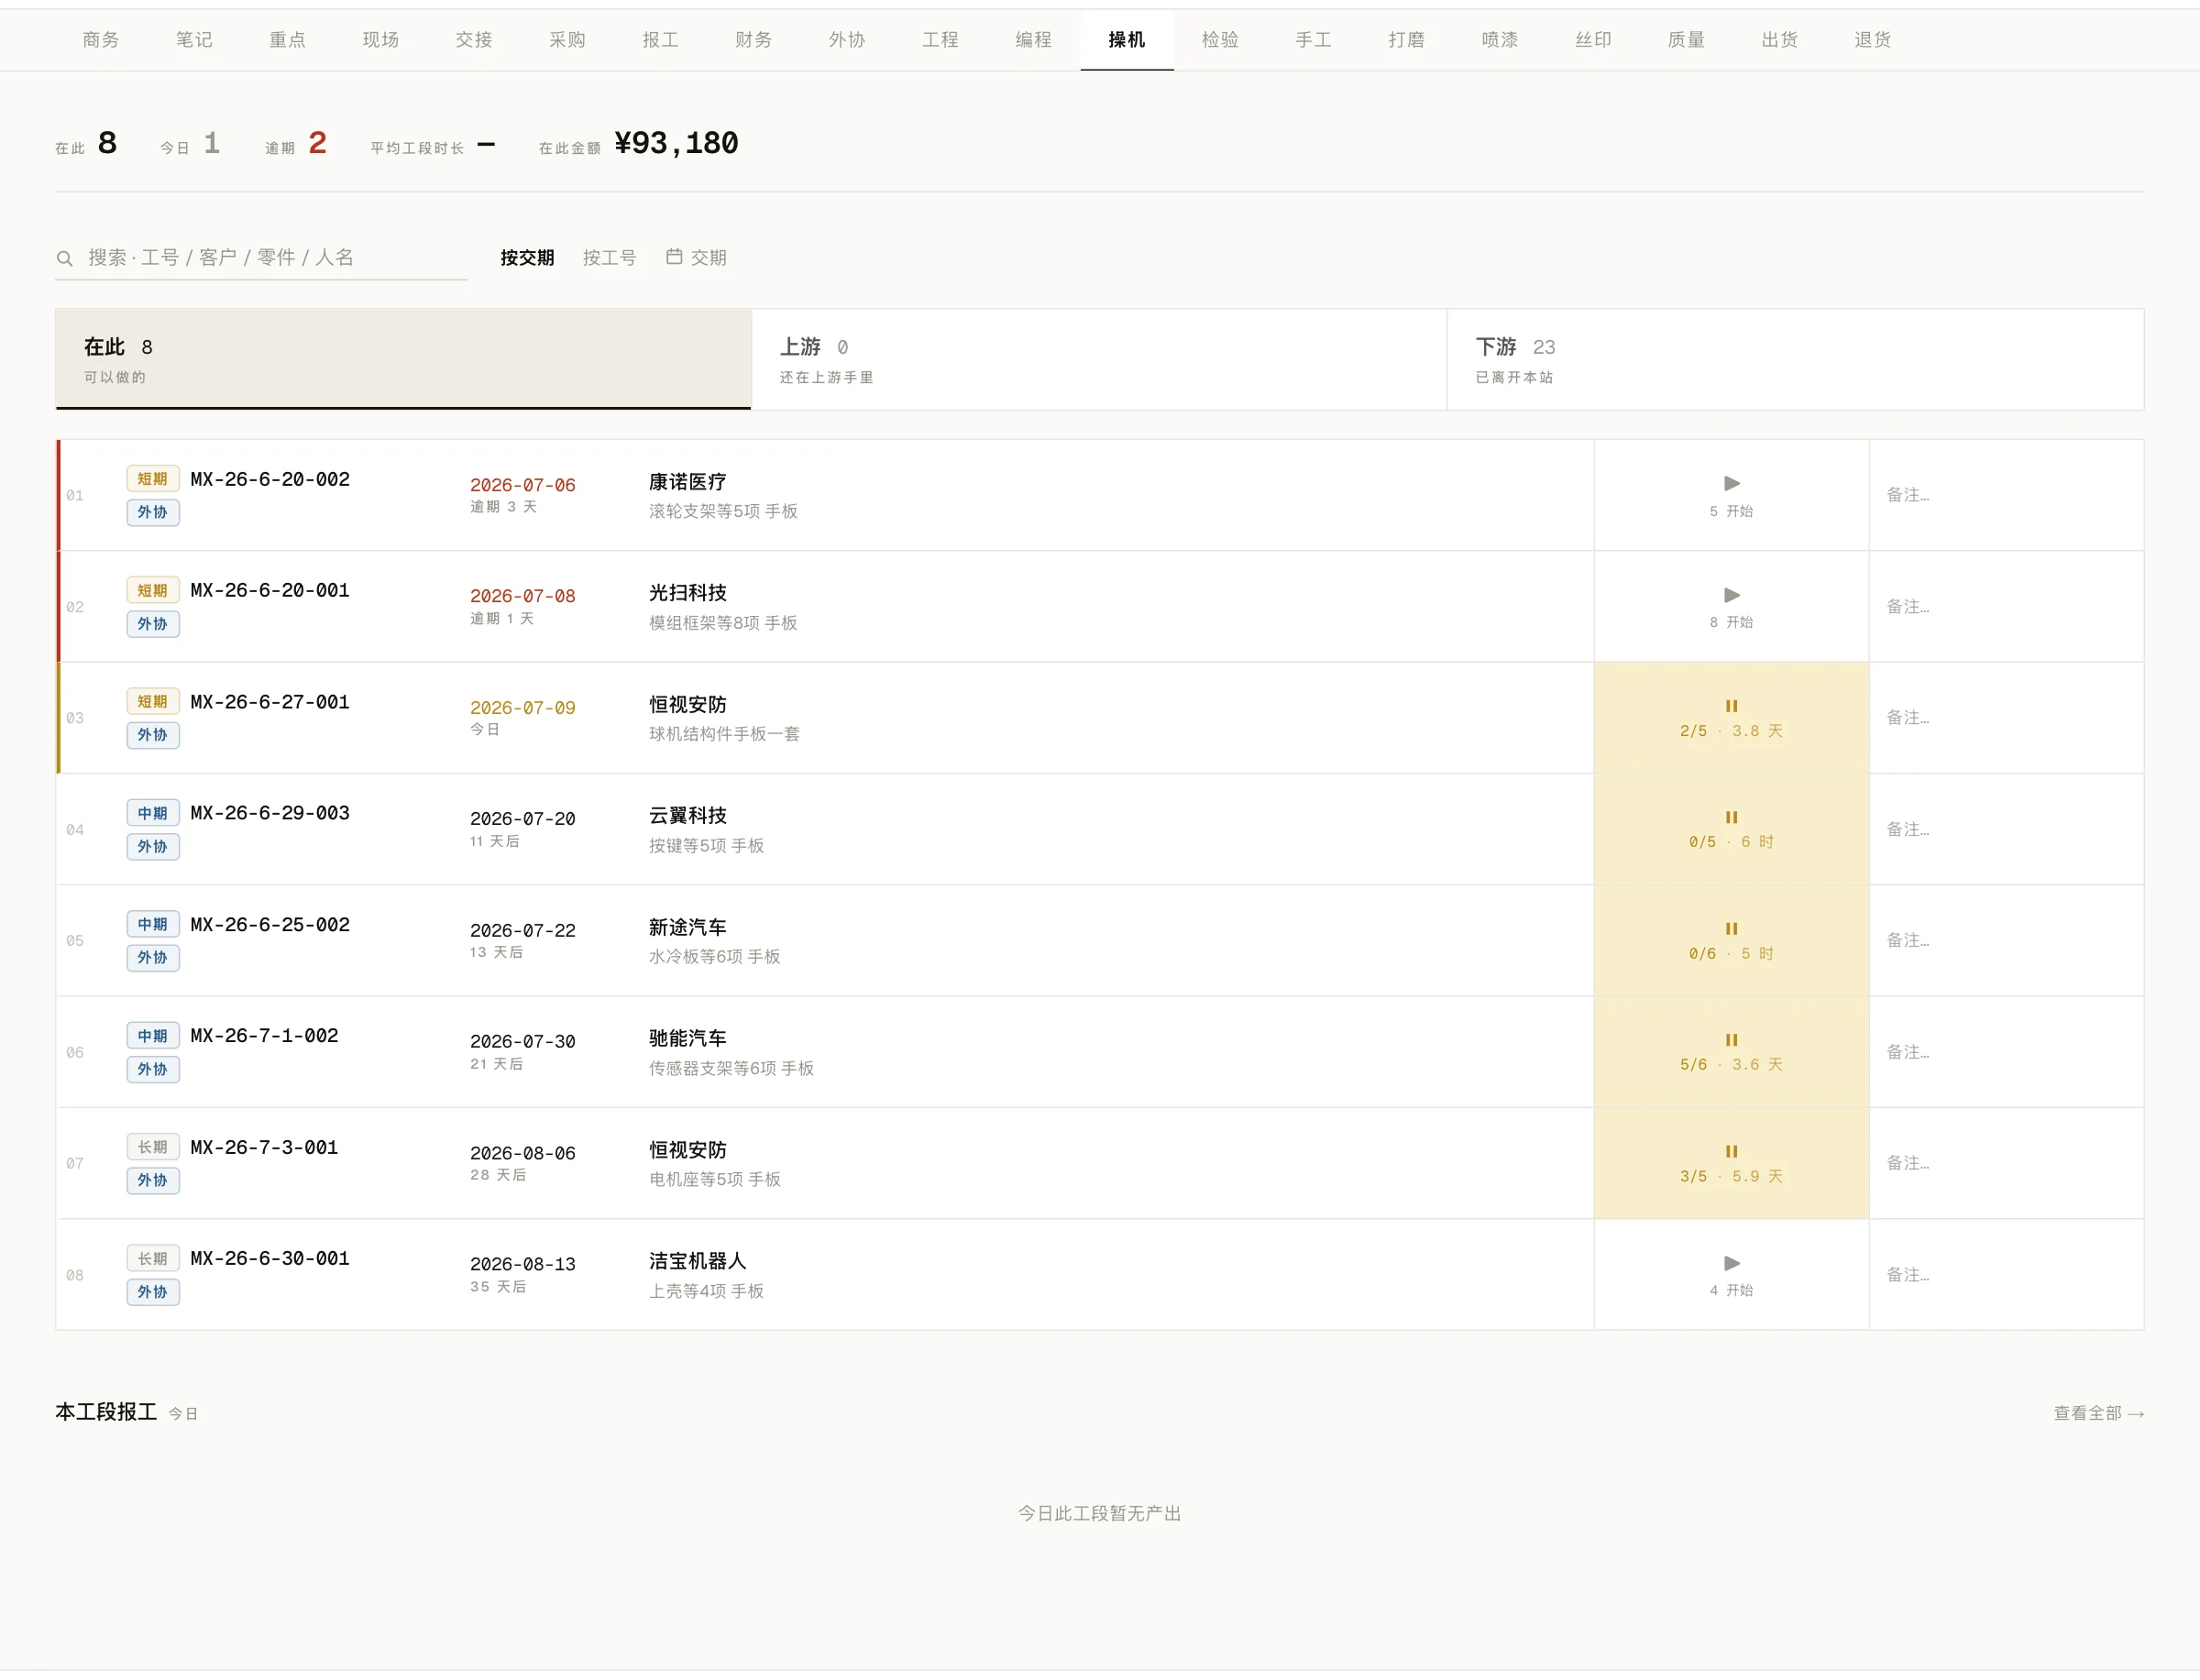 商务 笔记 重点 现场 交接 采购 报工 财务 外协 工程 编程 操机 检验 手工 打磨 喷漆 丝印 质量 出货 退货
在此 8 今日 1 逾期 2 平均工段时长 — 在此金额 ¥93,180
搜索 · 工号 / 客户 / 零件 / 人名 按交期 按工号 交期
在此 8 上游 0 下游 23
可以做的 还在上游手里 已离开本站
01 短期 MX-26-6-20-002 2026-07-06 康诺医疗
外协 逾期 3 天 滚轮支架等5项 手板 5 开始 备注…
02 短期 MX-26-6-20-001 2026-07-08 光扫科技
外协 逾期 1 天 模组框架等8项 手板 8 开始 备注…
03 短期 MX-26-6-27-001 2026-07-09 恒视安防
外协 今日 球机结构件手板一套 2/5 · 3.8 天 备注…
04 中期 MX-26-6-29-003 2026-07-20 云翼科技
外协 11 天后 按键等5项 手板 0/5 · 6 时 备注…
05 中期 MX-26-6-25-002 2026-07-22 新途汽车
外协 13 天后 水冷板等6项 手板 0/6 · 5 时 备注…
06 中期 MX-26-7-1-002 2026-07-30 驰能汽车
外协 21 天后 传感器支架等6项 手板 5/6 · 3.6 天 备注…
07 长期 MX-26-7-3-001 2026-08-06 恒视安防
外协 28 天后 电机座等5项 手板 3/5 · 5.9 天 备注…
08 长期 MX-26-6-30-001 2026-08-13 洁宝机器人
外协 35 天后 上壳等4项 手板 4 开始 备注…
本工段报工 今日 查看全部 →
今日此工段暂无产出